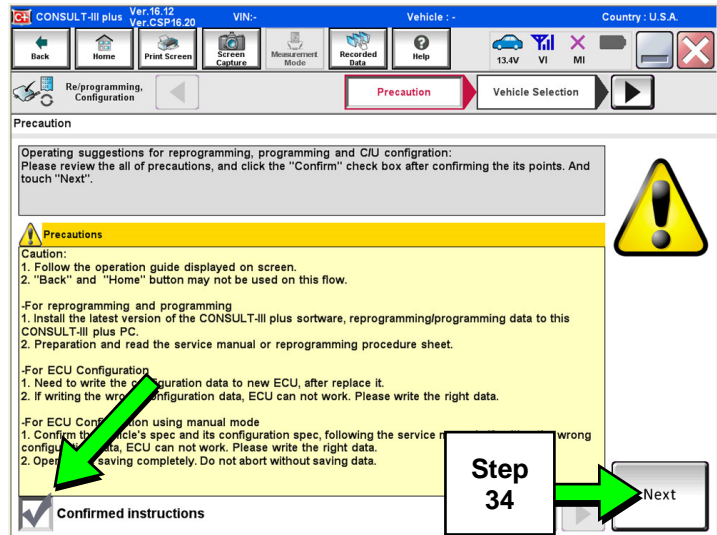 CONSULT-III plus Ver.16.12 Ver.CSP16.20 VIN:- Vehicle : - Country : U.S.A.
Back Home Print Screen Screen Capture Measurement Mode Recorded Data Help 13.4V VI MI
Re/programming, Configuration Precaution Vehicle Selection
Precaution
Operating suggestions for reprogramming, programming and C/U configration:
Please review the all of precautions, and click the "Confirm" check box after confirming the its points. And
touch "Next".
Precautions
Caution:
1. Follow the operation guide displayed on screen.
2. "Back" and "Home" button may not be used on this flow.
-For reprogramming and programming
1. Install the latest version of the CONSULT-III plus sortware, reprogramming/programming data to this
CONSULT-III plus PC.
2. Preparation and read the service manual or reprogramming procedure sheet.
-For ECU Configuration
1. Need to write the configuration data to new ECU, after replace it.
2. If writing the wrong configuration data, ECU can not work. Please write the right data.
-For ECU Configuration using manual mode
1. Confirm the vehicle's spec and its configuration spec, following the service wrong
data, ECU can not work. Please write the right data.
2. saving completely. Do not abort without saving data.
Step
34
Next
Confirmed instructions